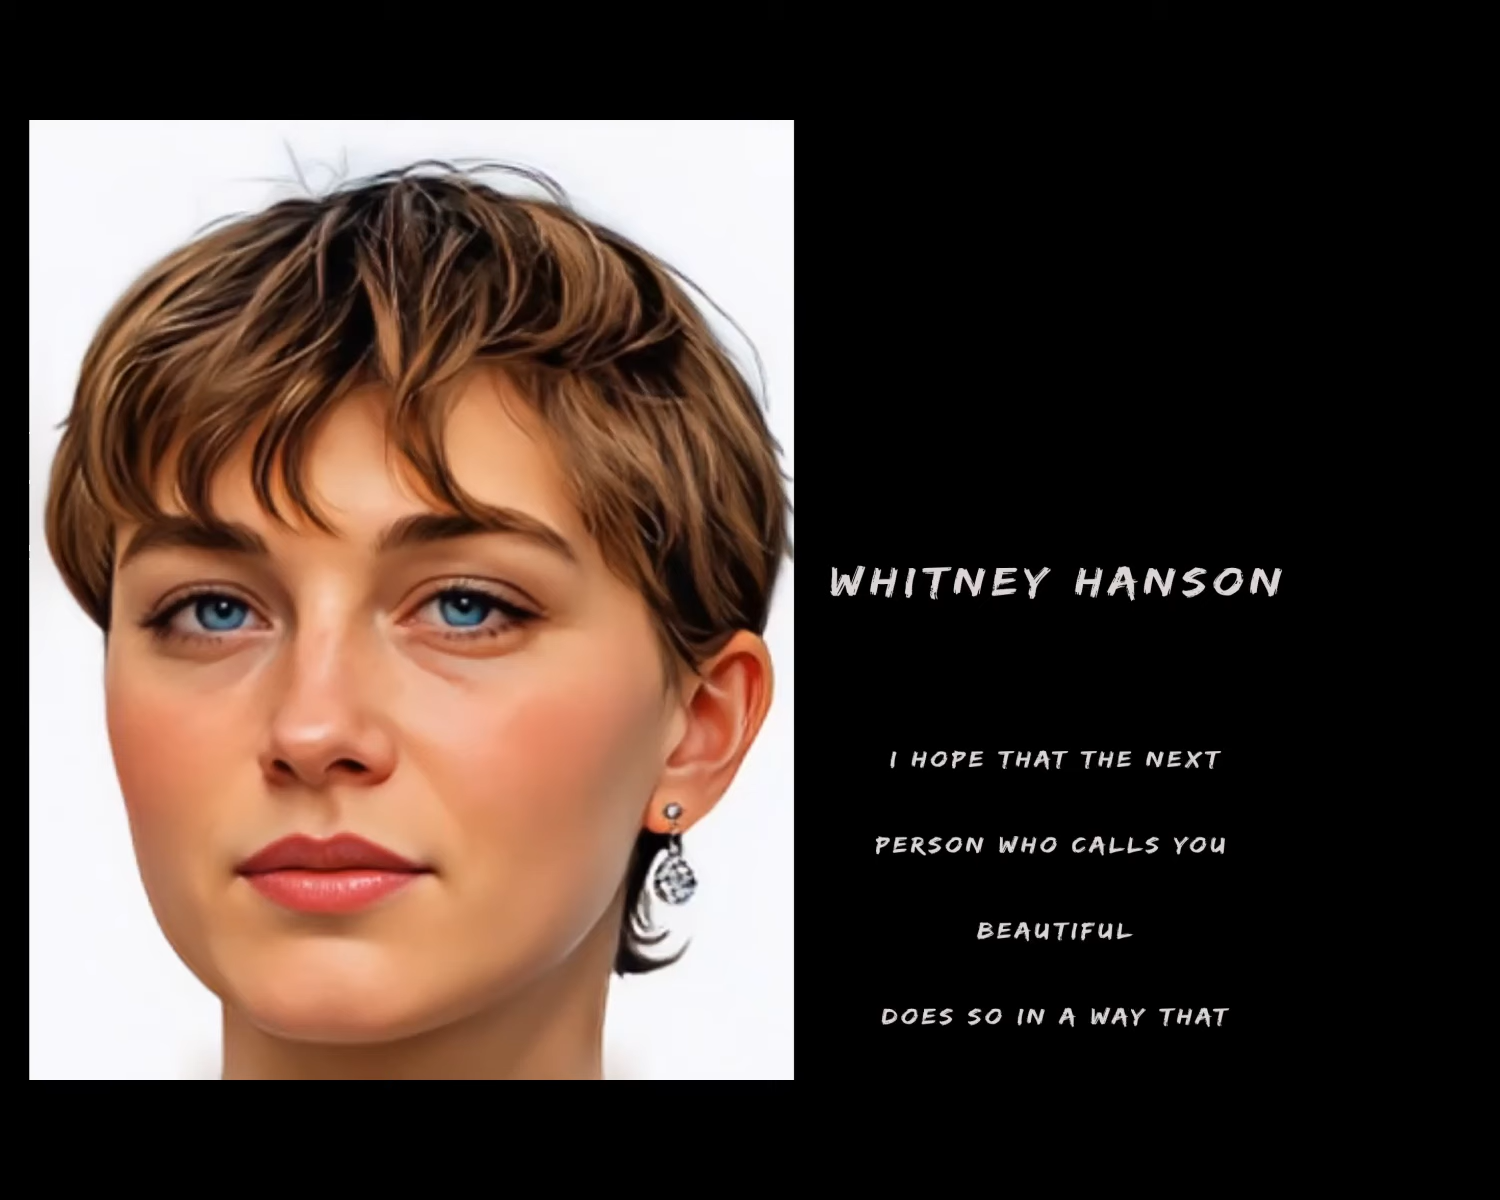 WHITNEY HANSON
I HOPE THAT THE NEXT
PERSON WHO CALLS YOU
BEAUTIFUL
DOES SO IN A WAY THAT